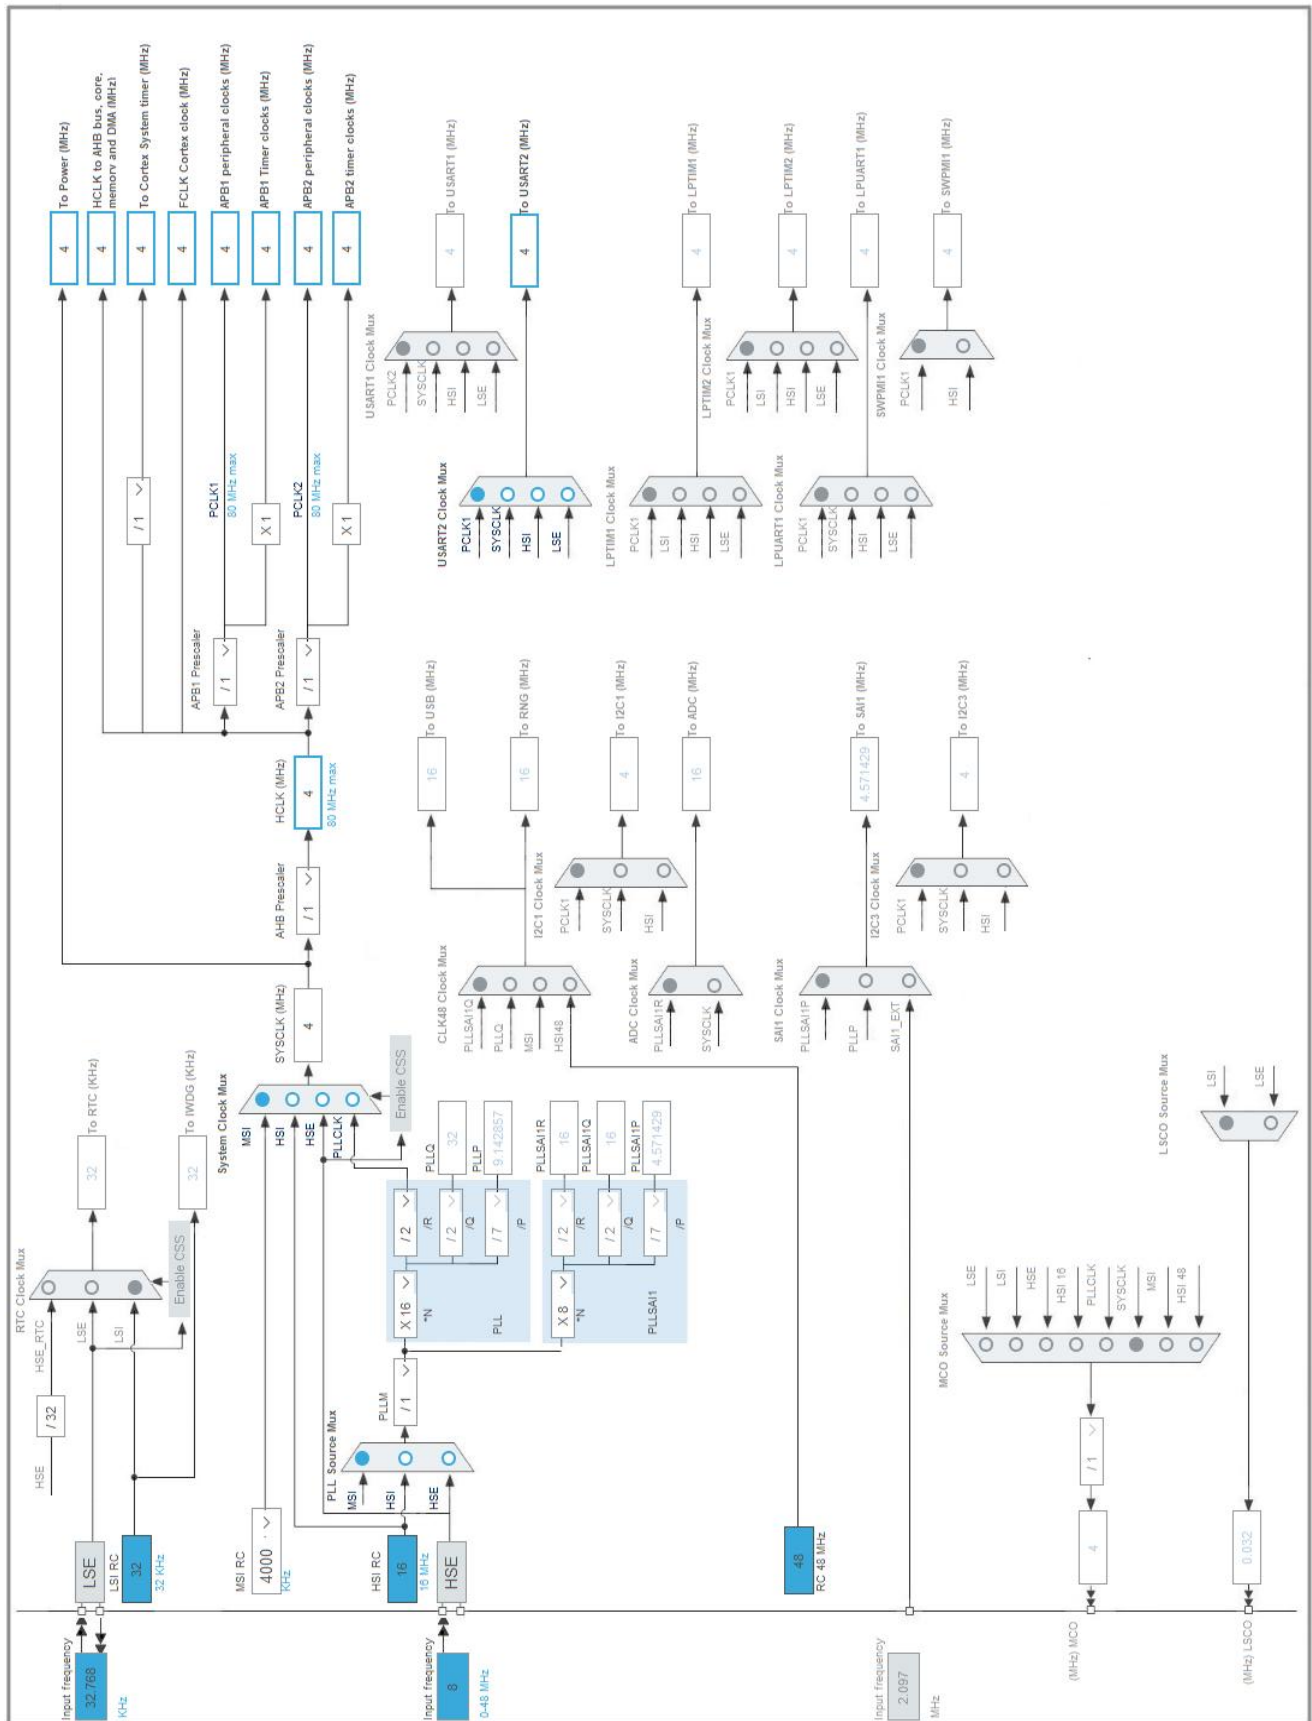 Input frequency
32.768
KHz
LSE
LSI RC
32
32 KHz
HSE
/ 32
HSE_RTC
LSE
LSI
RTC Clock Mux
Enable CSS
32
To RTC (KHz)
32
To IWDG (KHz)
MSI RC
4000
KHz
HSI RC
16
16 MHz
Input frequency
8
0-48 MHz
HSE
PLL Source Mux
MSI
HSI
HSE
PLLM
/ 1
X 16
*N
PLL
/ 2
/R
/ 2
/Q
/ 7
/P
PLLQ
32
PLLP
9.142857
X 8
*N
PLLSAI1
/ 2
/R
/ 2
/Q
/ 7
/P
PLLSAI1R
16
PLLSAI1Q
16
PLLSAI1P
4.571429
System Clock Mux
MSI
HSI
HSE
PLLCLK
Enable CSS
SYSCLK (MHz)
4
AHB Prescaler
/ 1
HCLK (MHz)
4
80 MHz max
APB1 Prescaler
/ 1
APB2 Prescaler
/ 1
/ 1
PCLK1
80 MHz max
X 1
PCLK2
80 MHz max
X 1
4
To Power (MHz)
4
HCLK to AHB bus, core,
memory and DMA (MHz)
4
To Cortex System timer (MHz)
4
FCLK Cortex clock (MHz)
4
APB1 peripheral clocks (MHz)
4
APB1 Timer clocks (MHz)
4
APB2 peripheral clocks (MHz)
4
APB2 timer clocks (MHz)
48
RC 48 MHz
CLK48 Clock Mux
PLLSAI1Q
PLLQ
MSI
HSI48
16
To USB (MHz)
16
To RNG (MHz)
I2C1 Clock Mux
PCLK1
SYSCLK
HSI
4
To I2C1 (MHz)
ADC Clock Mux
PLLSAI1R
SYSCLK
16
To ADC (MHz)
Input frequency
2.097
MHz
SAI1 Clock Mux
PLLSAI1P
PLLP
SAI1_EXT
4.571429
To SAI1 (MHz)
I2C3 Clock Mux
PCLK1
SYSCLK
HSI
4
To I2C3 (MHz)
USART1 Clock Mux
PCLK2
SYSCLK
HSI
LSE
4
To USART1 (MHz)
USART2 Clock Mux
PCLK1
SYSCLK
HSI
LSE
4
To USART2 (MHz)
LPTIM1 Clock Mux
PCLK1
LSI
HSI
LSE
4
To LPTIM1 (MHz)
LPTIM2 Clock Mux
PCLK1
LSI
HSI
LSE
4
To LPTIM2 (MHz)
LPUART1 Clock Mux
PCLK1
SYSCLK
HSI
LSE
4
To LPUART1 (MHz)
SWPMI1 Clock Mux
PCLK1
HSI
4
To SWPMI1 (MHz)
MCO Source Mux
LSE
LSI
HSE
HSI 16
PLLCLK
SYSCLK
MSI
HSI 48
/ 1
4
(MHz) MCO
LSCO Source Mux
LSI
LSE
0.032
(MHz) LSCO